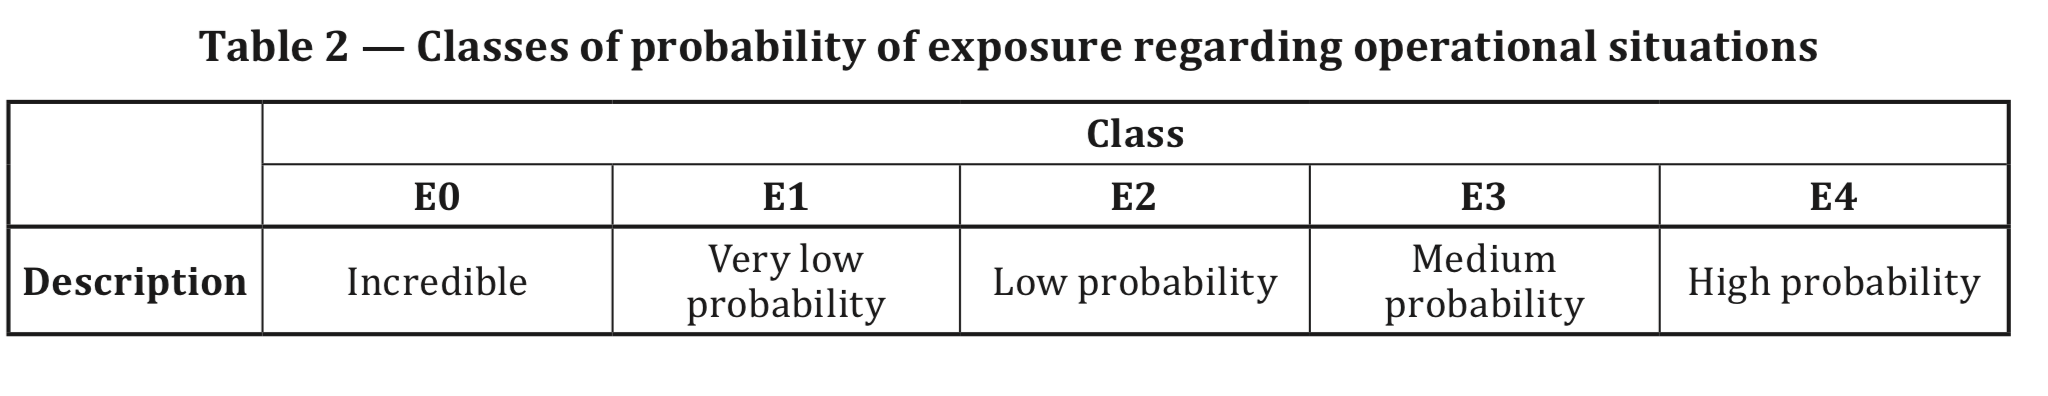 Table 2 — Classes of probability of exposure regarding operational situations
Class
E0 E1 E2 E3 E4
Description Incredible Very low probability Low probability Medium probability High probability